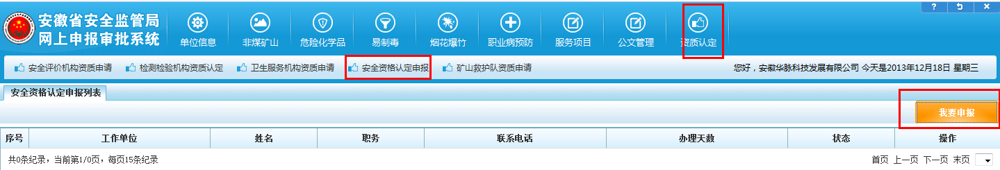 安徽省安全监管局
网上申报审批系统
单位信息 非煤矿山 危险化学品 易制毒 烟花爆竹 职业病预防 服务项目 公文管理 资质认定
安全评价机构资质申请 检测检验机构资质认定 卫生服务机构资质申请 安全资格认定申报 矿山救护队资质申请 您好，安徽华脉科技发展有限公司 今天是2013年12月18日 星期三
安全资格认定申报列表
我要申报
序号 工作单位 姓名 职务 联系电话 办理天数 状态 操作
共0条纪录，当前第1/0页，每页15条纪录 首页 上一页 下一页 末页